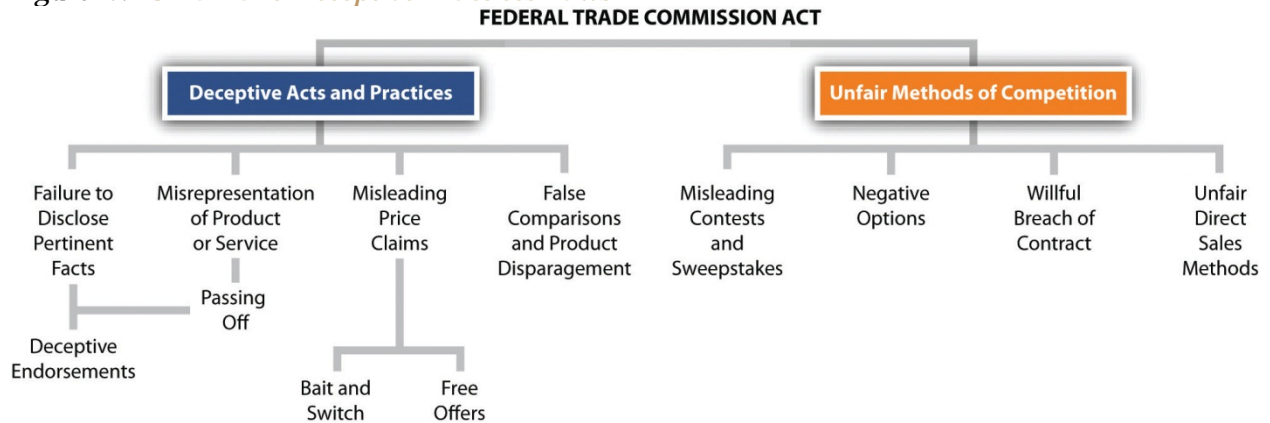 FEDERAL TRADE COMMISSION ACT
Deceptive Acts and Practices
Unfair Methods of Competition
Failure to
Disclose
Pertinent
Facts
Misrepresentation
of Product
or Service
Misleading
Price
Claims
False
Comparisons
and Product
Disparagement
Misleading
Contests
and
Sweepstakes
Negative
Options
Willful
Breach of
Contract
Unfair
Direct
Sales
Methods
Passing
Off
Deceptive
Endorsements
Bait and
Switch
Free
Offers